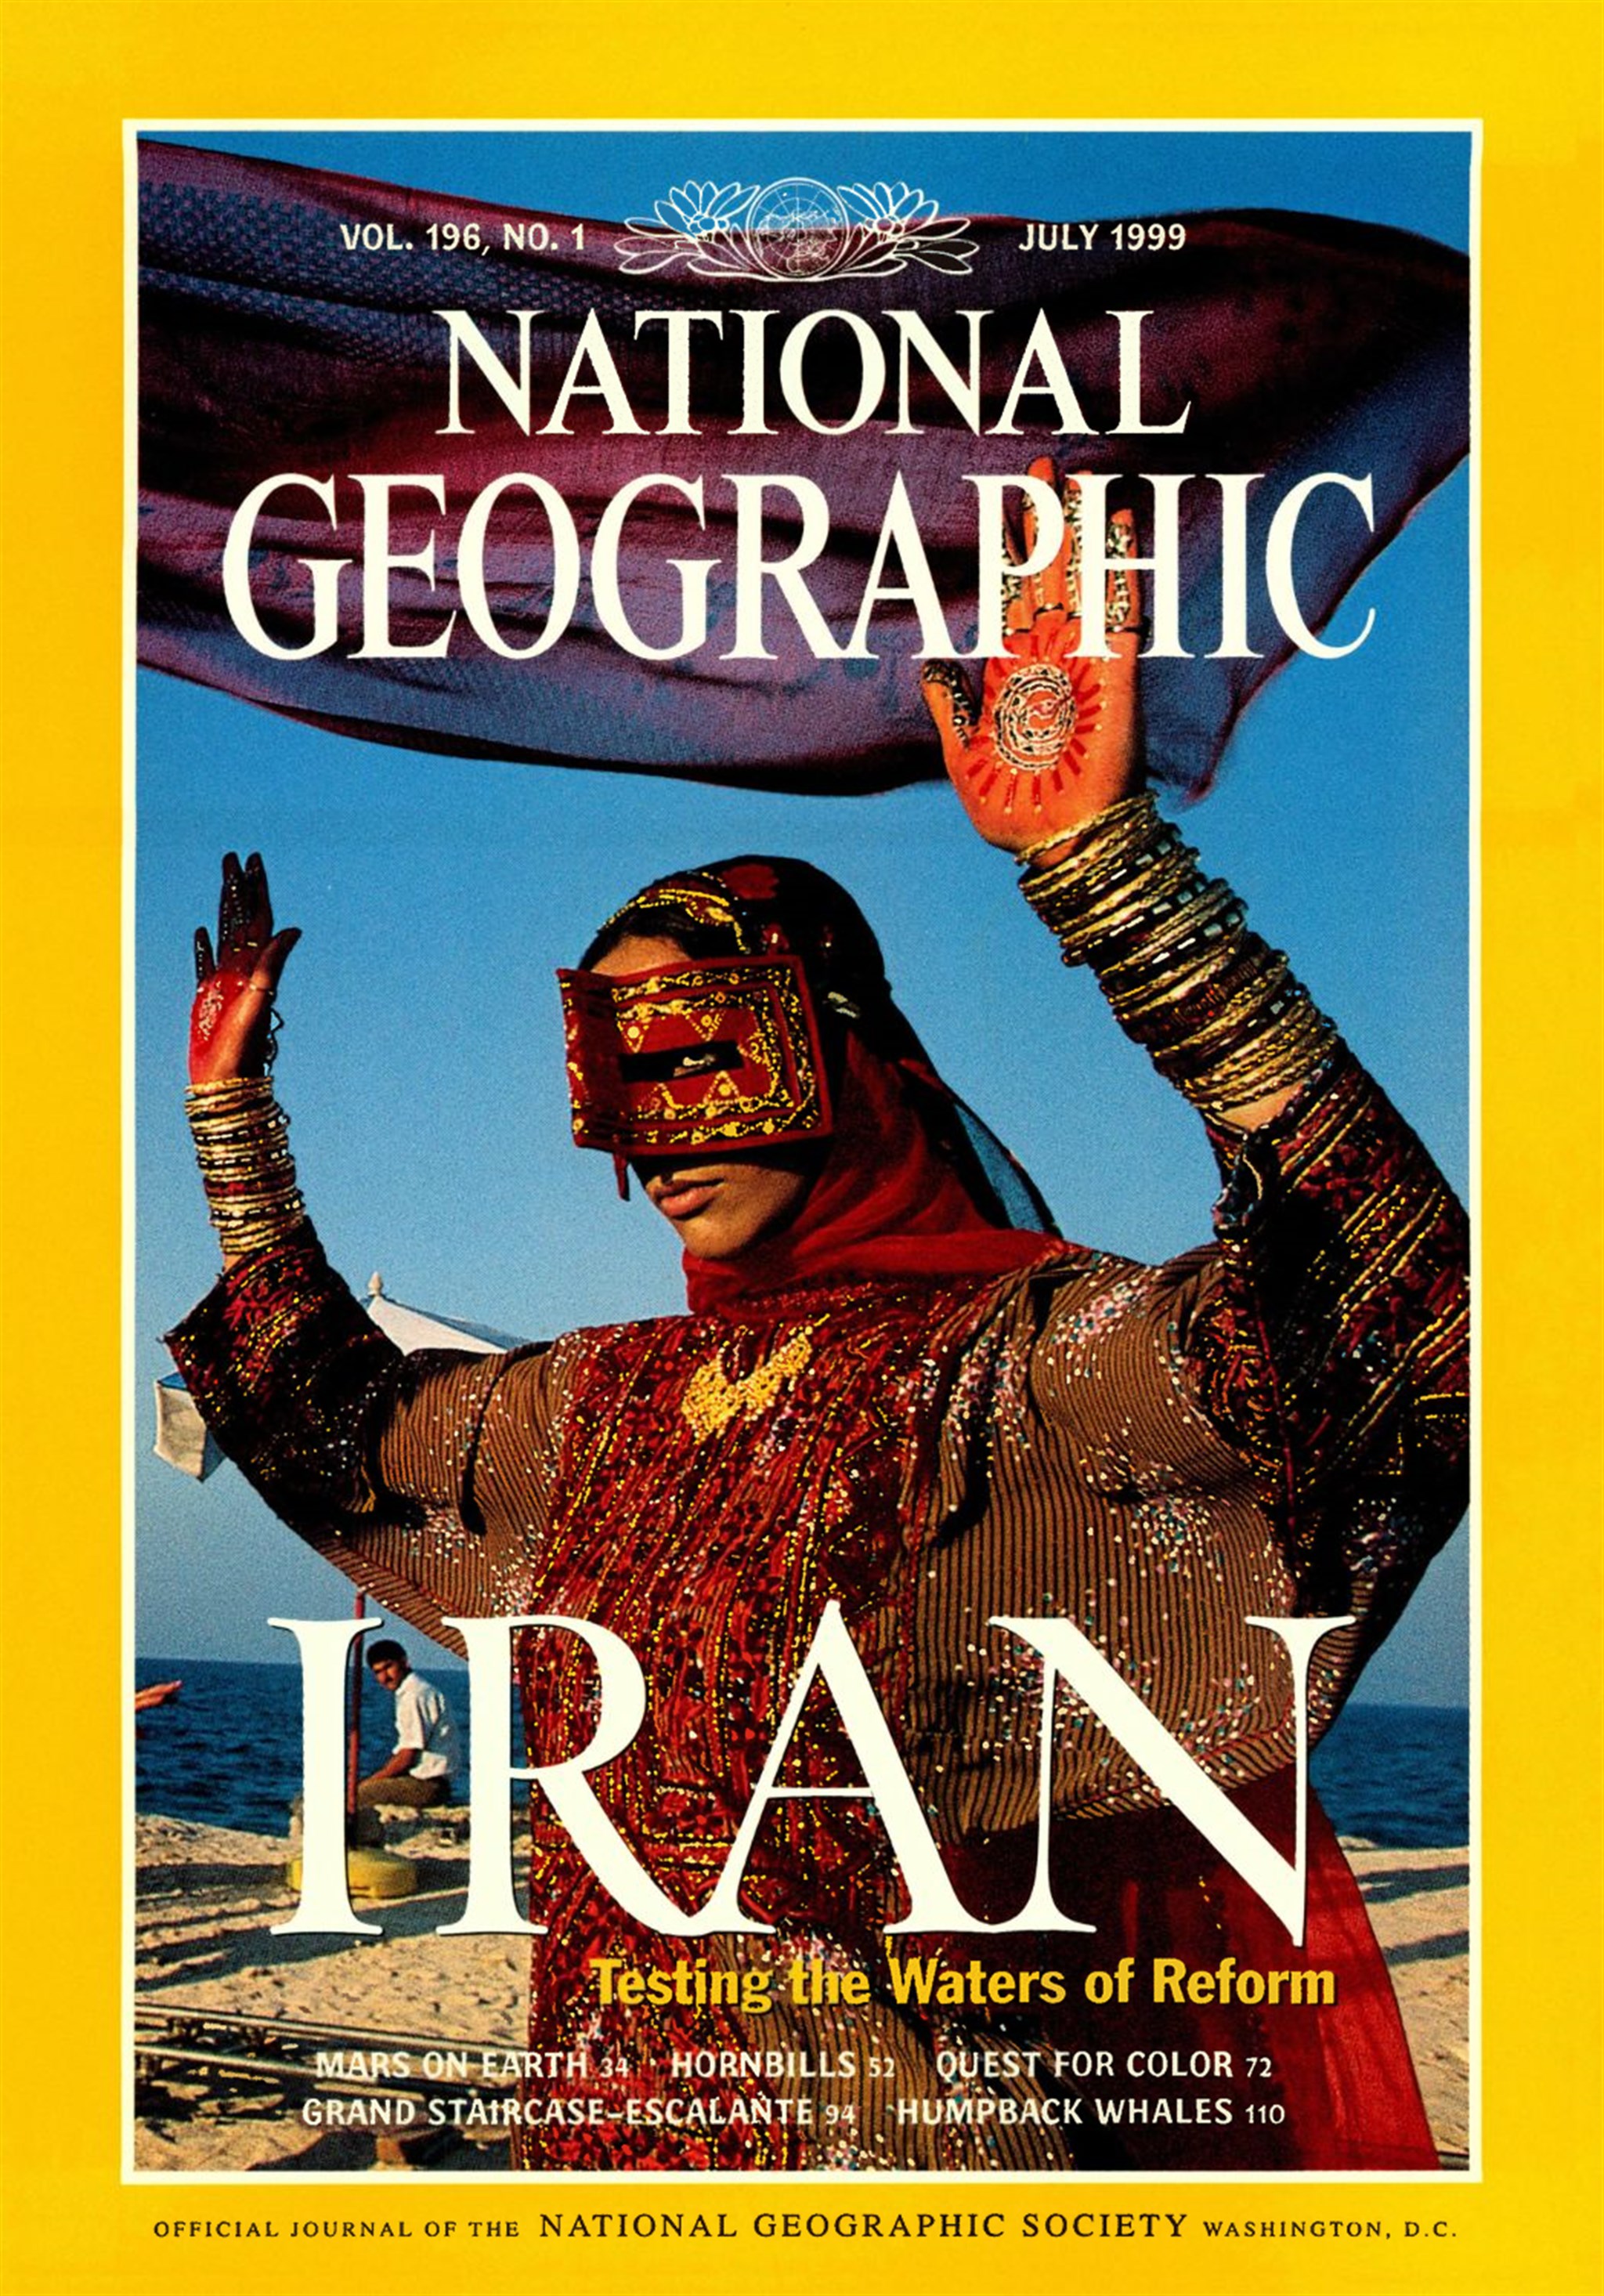 VOL. 196, NO. 1 JULY 1999
NATIONAL
GEOGRAPHIC
IRAN
Testing the Waters of Reform
MARS ON EARTH 34 • HORNBILLS 52 QUEST FOR COLOR 72
GRAND STAIRCASE–ESCALANTE 94 HUMPBACK WHALES 110
OFFICIAL JOURNAL OF THE NATIONAL GEOGRAPHIC SOCIETY WASHINGTON, D.C.